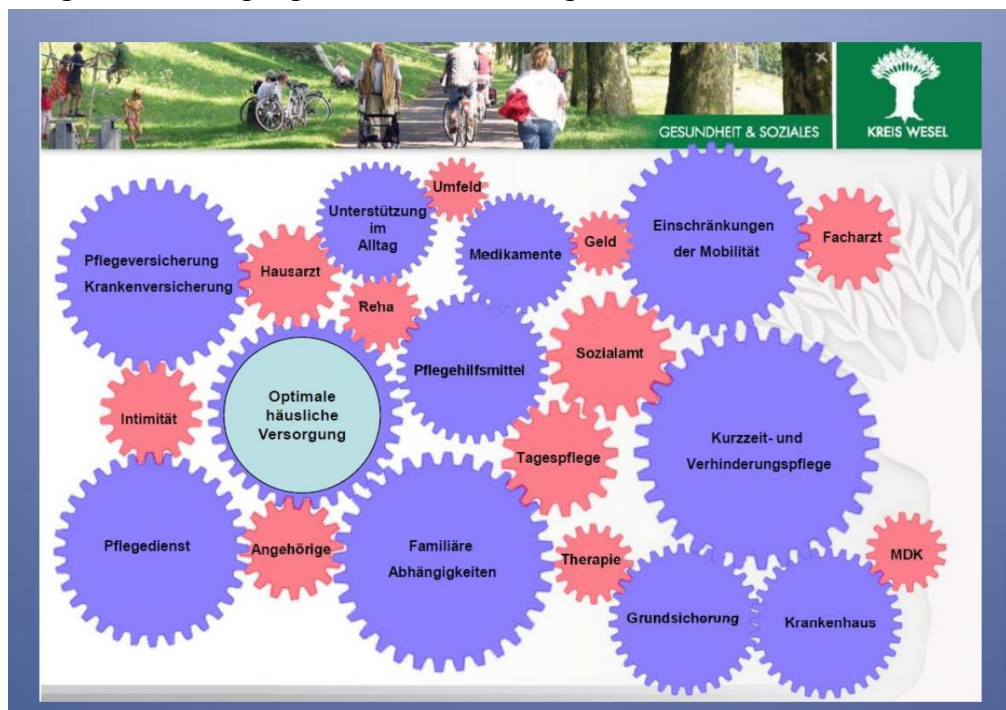 GESUNDHEIT & SOZIALES
KREIS WESEL
Umfeld
Unterstützung
im
Alltag
Pflegeversicherung
Krankenversicherung
Hausarzt
Medikamente
Geld
Einschränkungen
der Mobilität
Facharzt
Reha
Pflegehilfsmittel
Sozialamt
Intimität
Optimale
häusliche
Versorgung
Tagespflege
Kurzzeit- und
Verhinderungspflege
Pflegedienst
Angehörige
Familiäre
Abhängigkeiten
Therapie
MDK
Grundsicherung
Krankenhaus